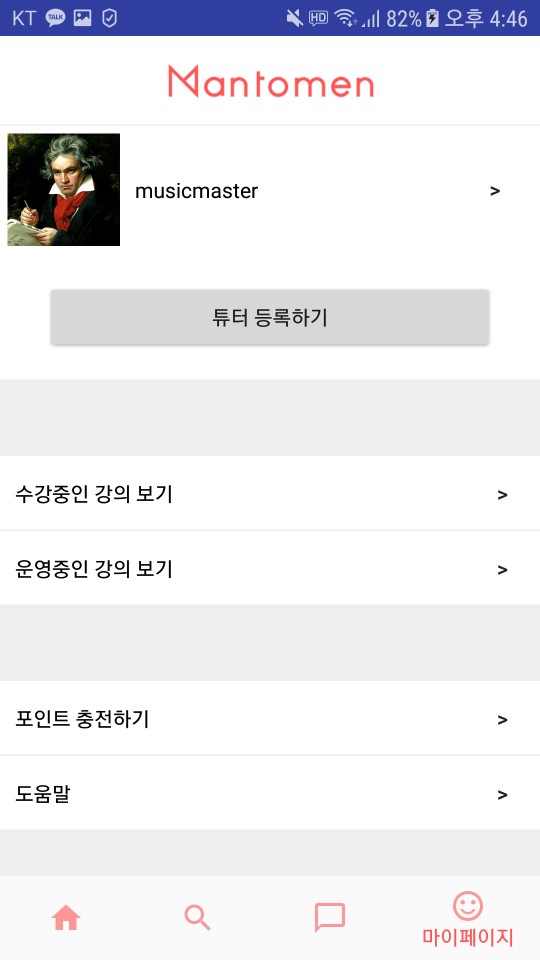 KT TALK HD 82% 오후 4:46
Mantomen
musicmaster >
튜터 등록하기
수강중인 강의 보기 >
운영중인 강의 보기 >
포인트 충전하기 >
도움말 >
마이페이지